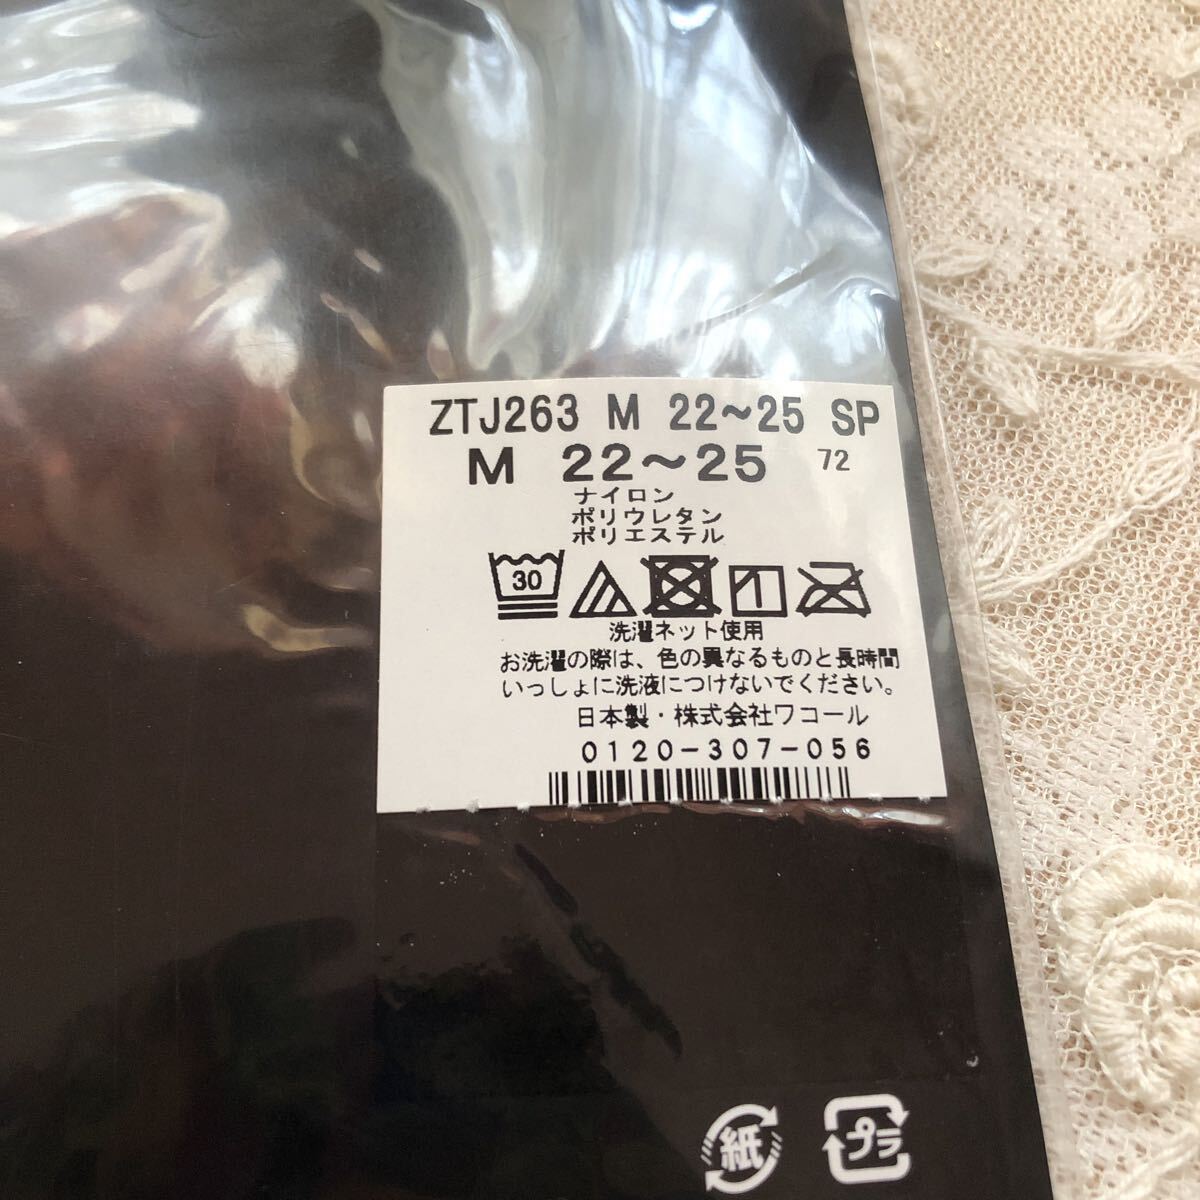 ZTJ263 M 22～25 SP
M 22～25 72
ナイロン
ポリウレタン
ポリエステル
30
洗濯ネット使用
お洗濯の際は、色の異なるものと長時間
いっしょに洗液につけないでください。
日本製・株式会社ワコール
0120-307-056
紙 プラ